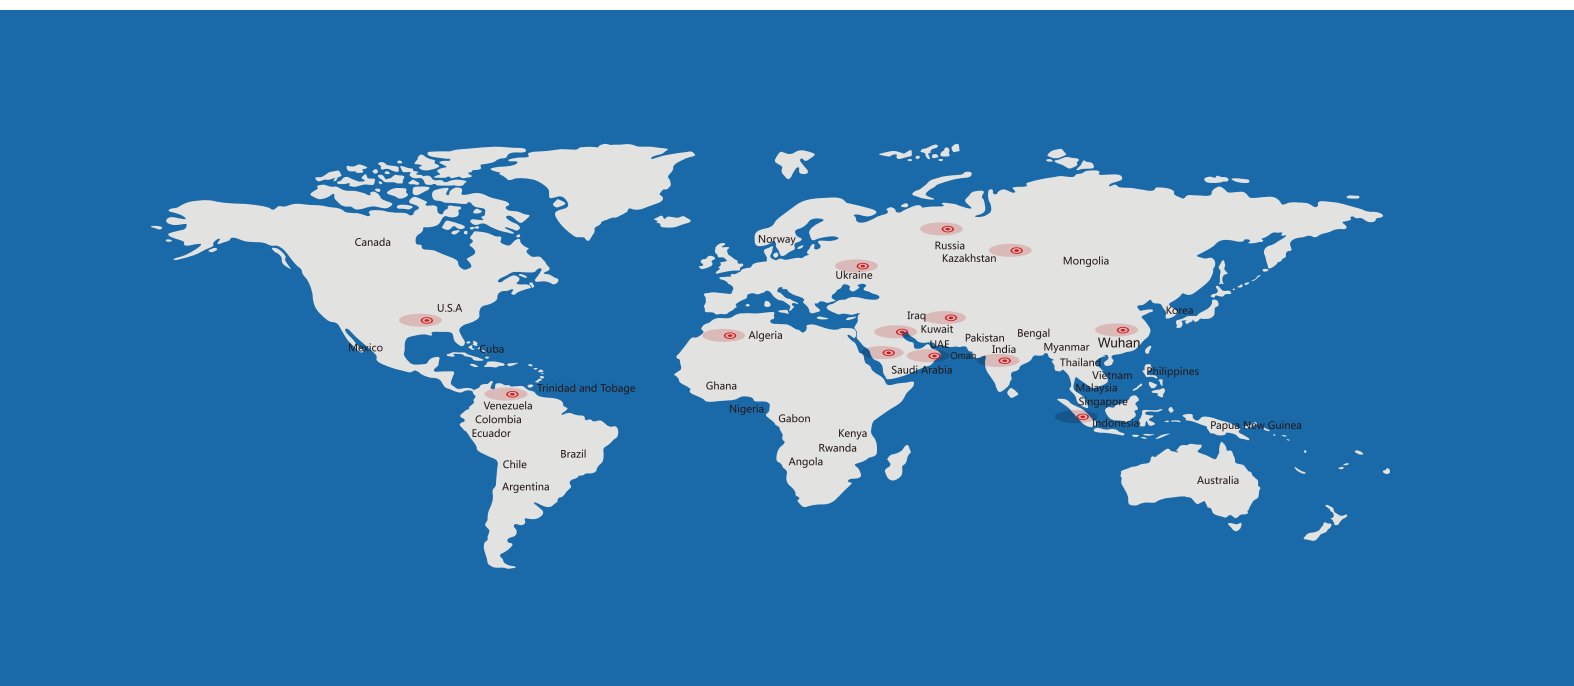 Norway
Canada
Russia
Kazakhstan
Mongolia
Ukraine
U.S.A
Korea
Iraq
Kuwait
Bengal
Algeria
Pakistan
Wuhan
UAE
Mexico
Cuba
India
Myanmar
Oman
Thailand
Saudi Arabia
Philippines
Vietnam
Ghana
Trinidad and Tobage
Malaysia
Singapore
Venezuela
Nigeria
Colombia
Gabon
Indonesia
Papua New Guinea
Ecuador
Kenya
Rwanda
Brazil
Angola
Chile
Australia
Argentina